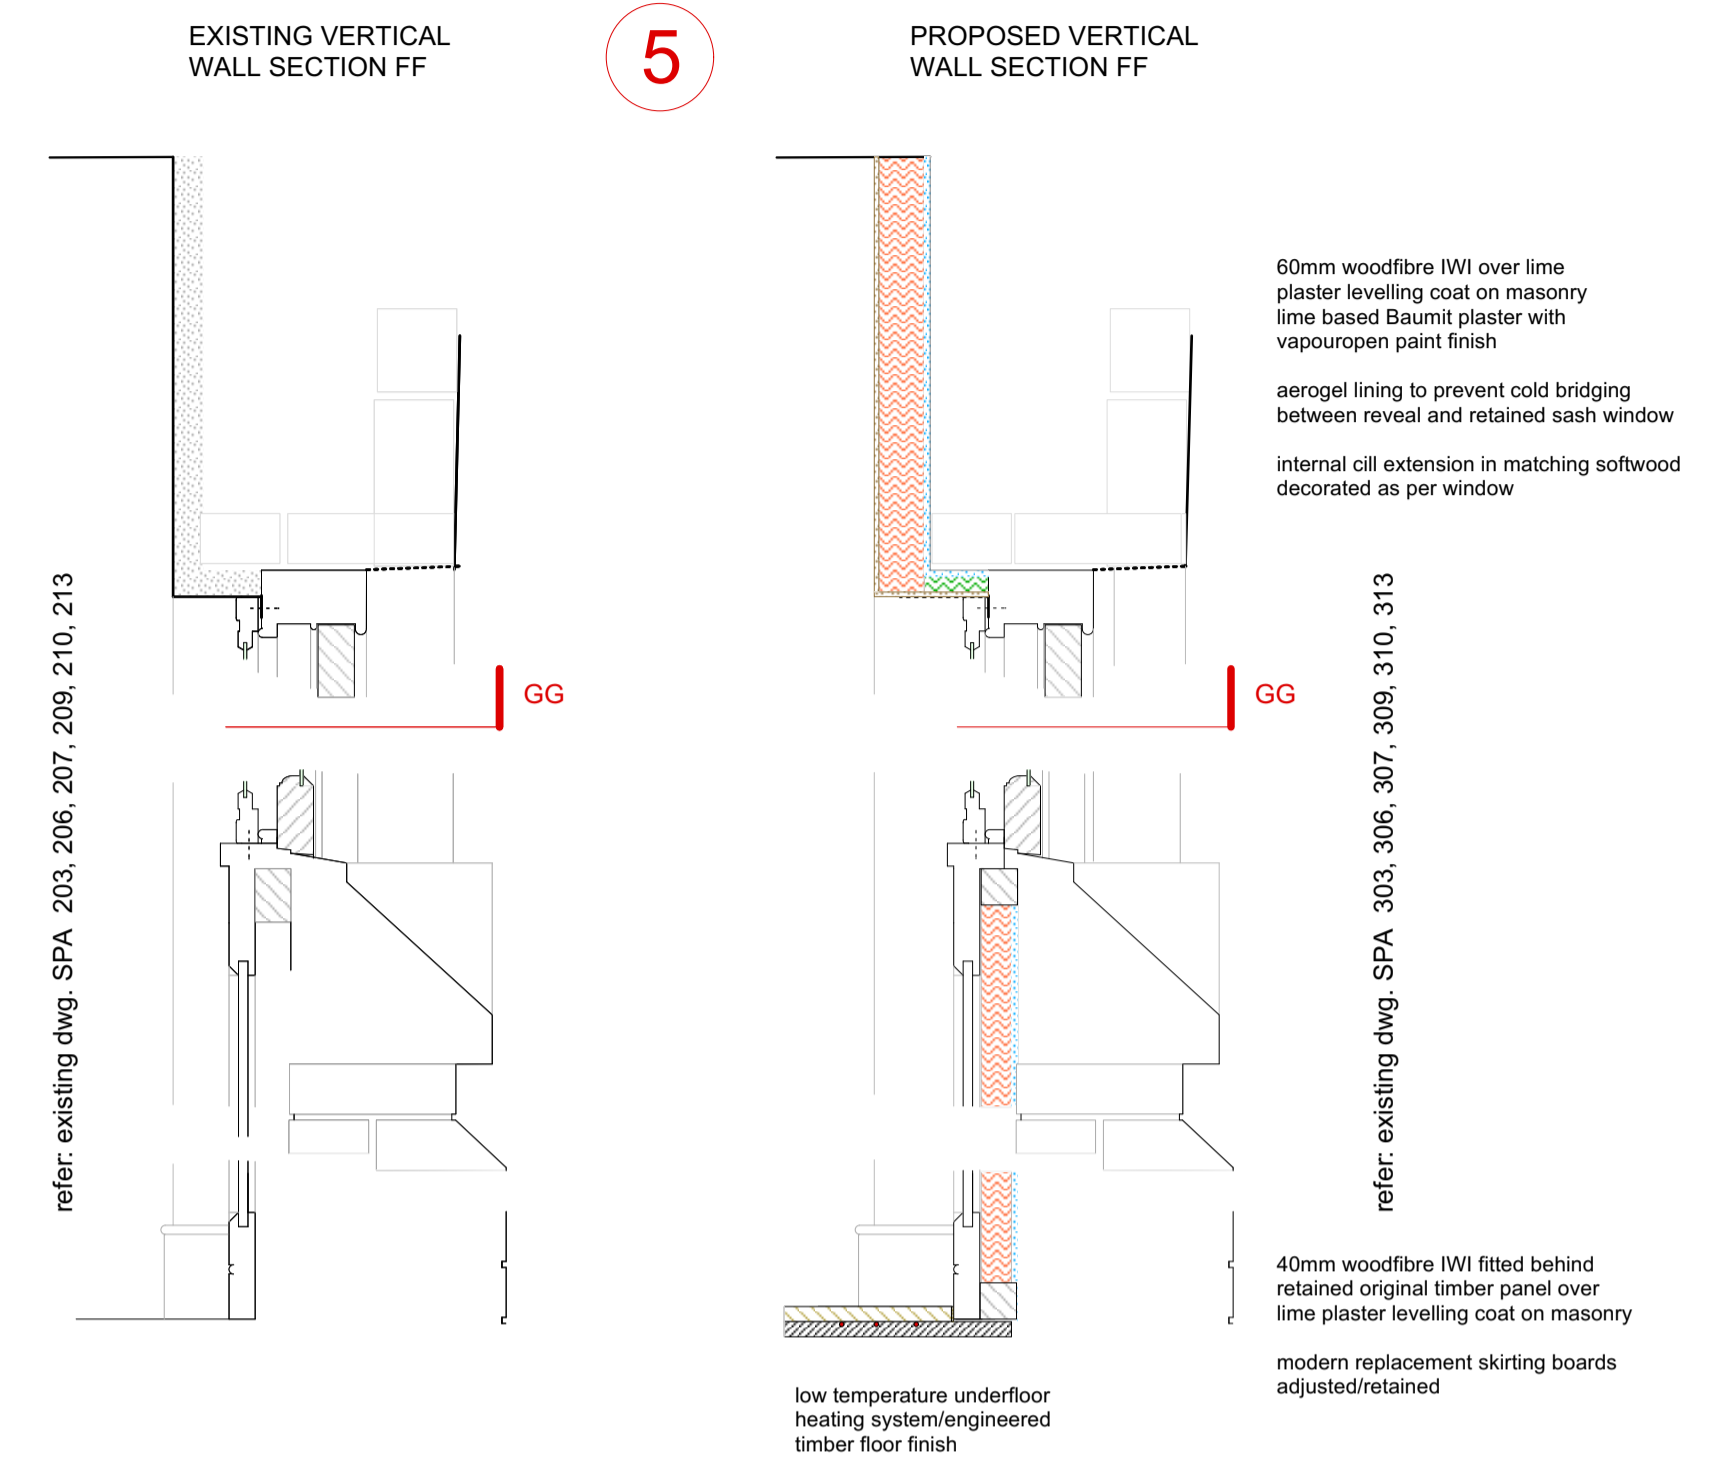 EXISTING VERTICAL
WALL SECTION FF
5
PROPOSED VERTICAL
WALL SECTION FF
60mm woodfibre IWI over lime
plaster levelling coat on masonry
lime based Baumit plaster with
vapouropen paint finish
aerogel lining to prevent cold bridging
between reveal and retained sash window
internal cill extension in matching softwood
decorated as per window
refer: existing dwg. SPA 203, 206, 207, 209, 210, 213
GG
GG
refer: existing dwg. SPA 303, 306, 307, 309, 310, 313
40mm woodfibre IWI fitted behind
retained original timber panel over
lime plaster levelling coat on masonry
modern replacement skirting boards
adjusted/retained
low temperature underfloor
heating system/engineered
timber floor finish